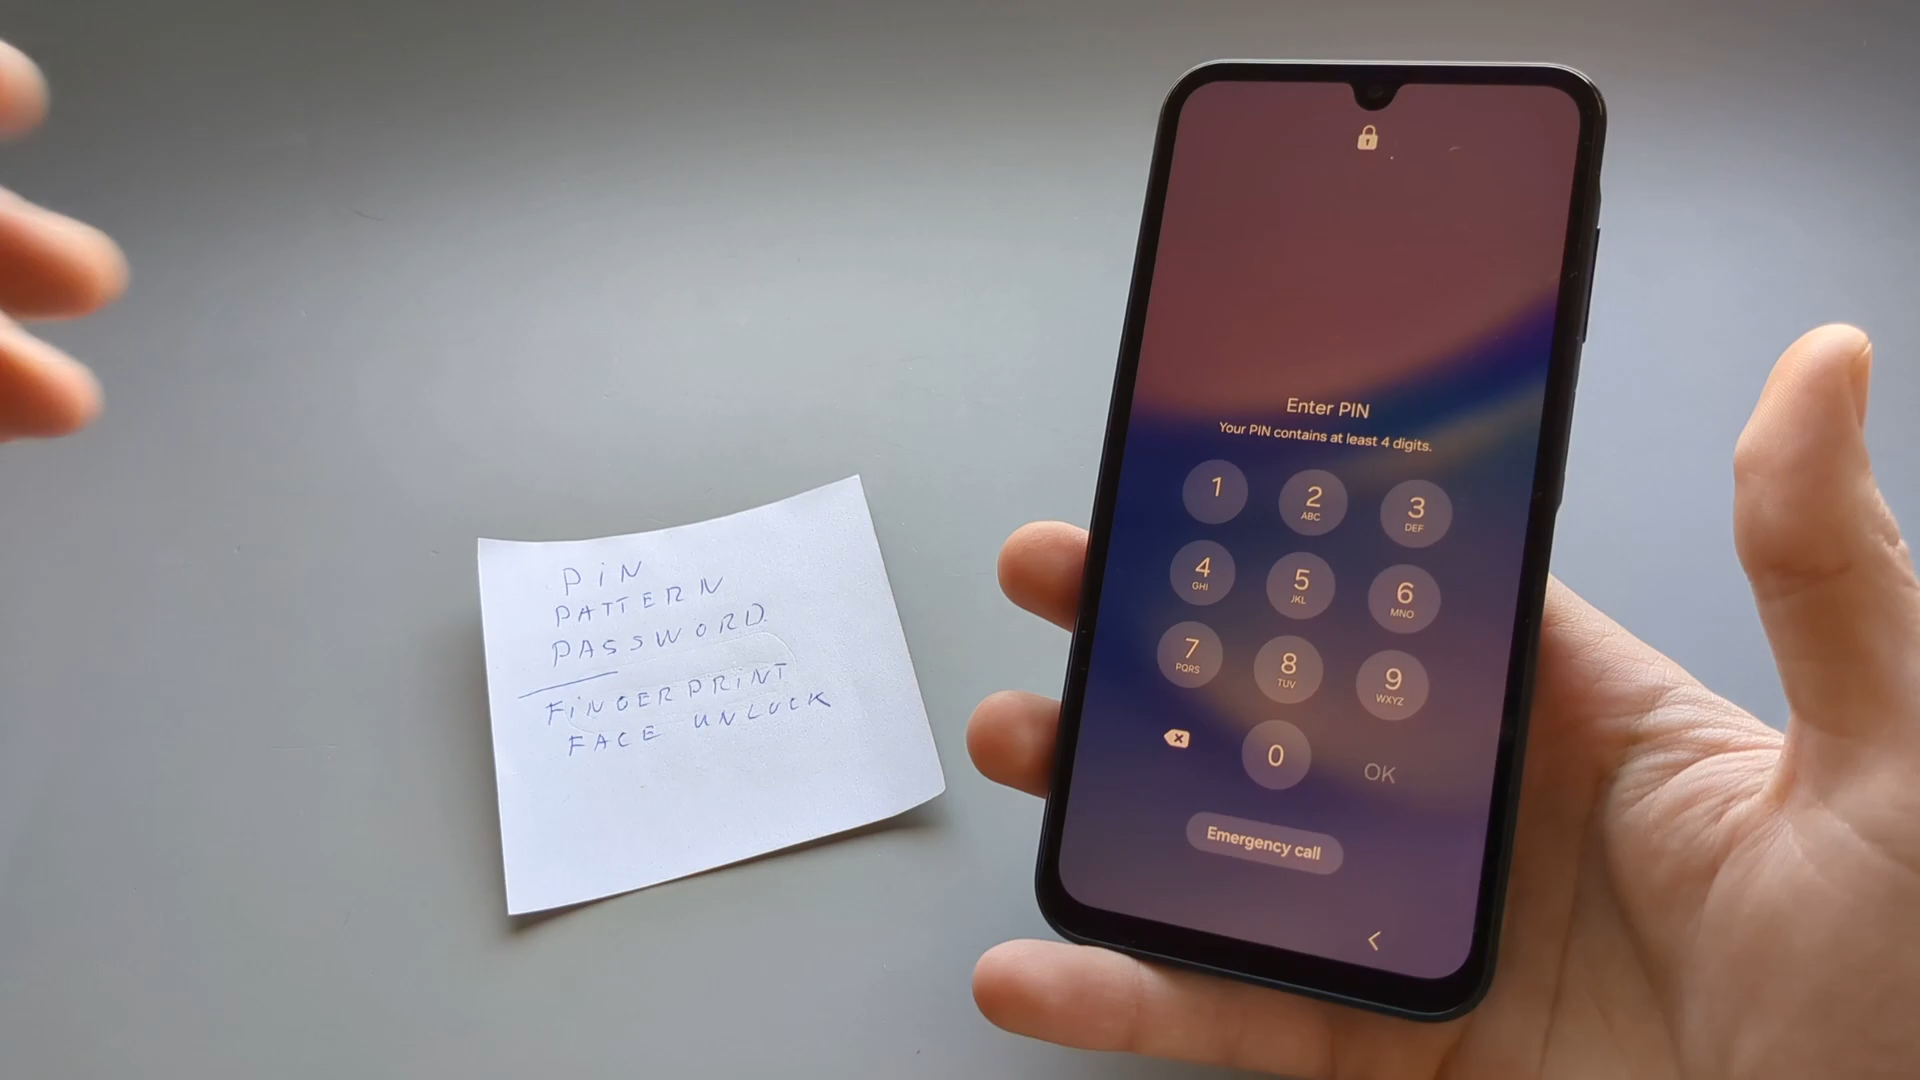 PIN
PATTERN
PASSWORD
FINGERPRINT
FACE UNLOCK
Enter PIN
Your PIN contains at least 4 digits.
1
2
ABC
3
DEF
4
GHI
5
JKL
6
MNO
7
PQRS
8
TUV
9
WXYZ
0
OK
Emergency call